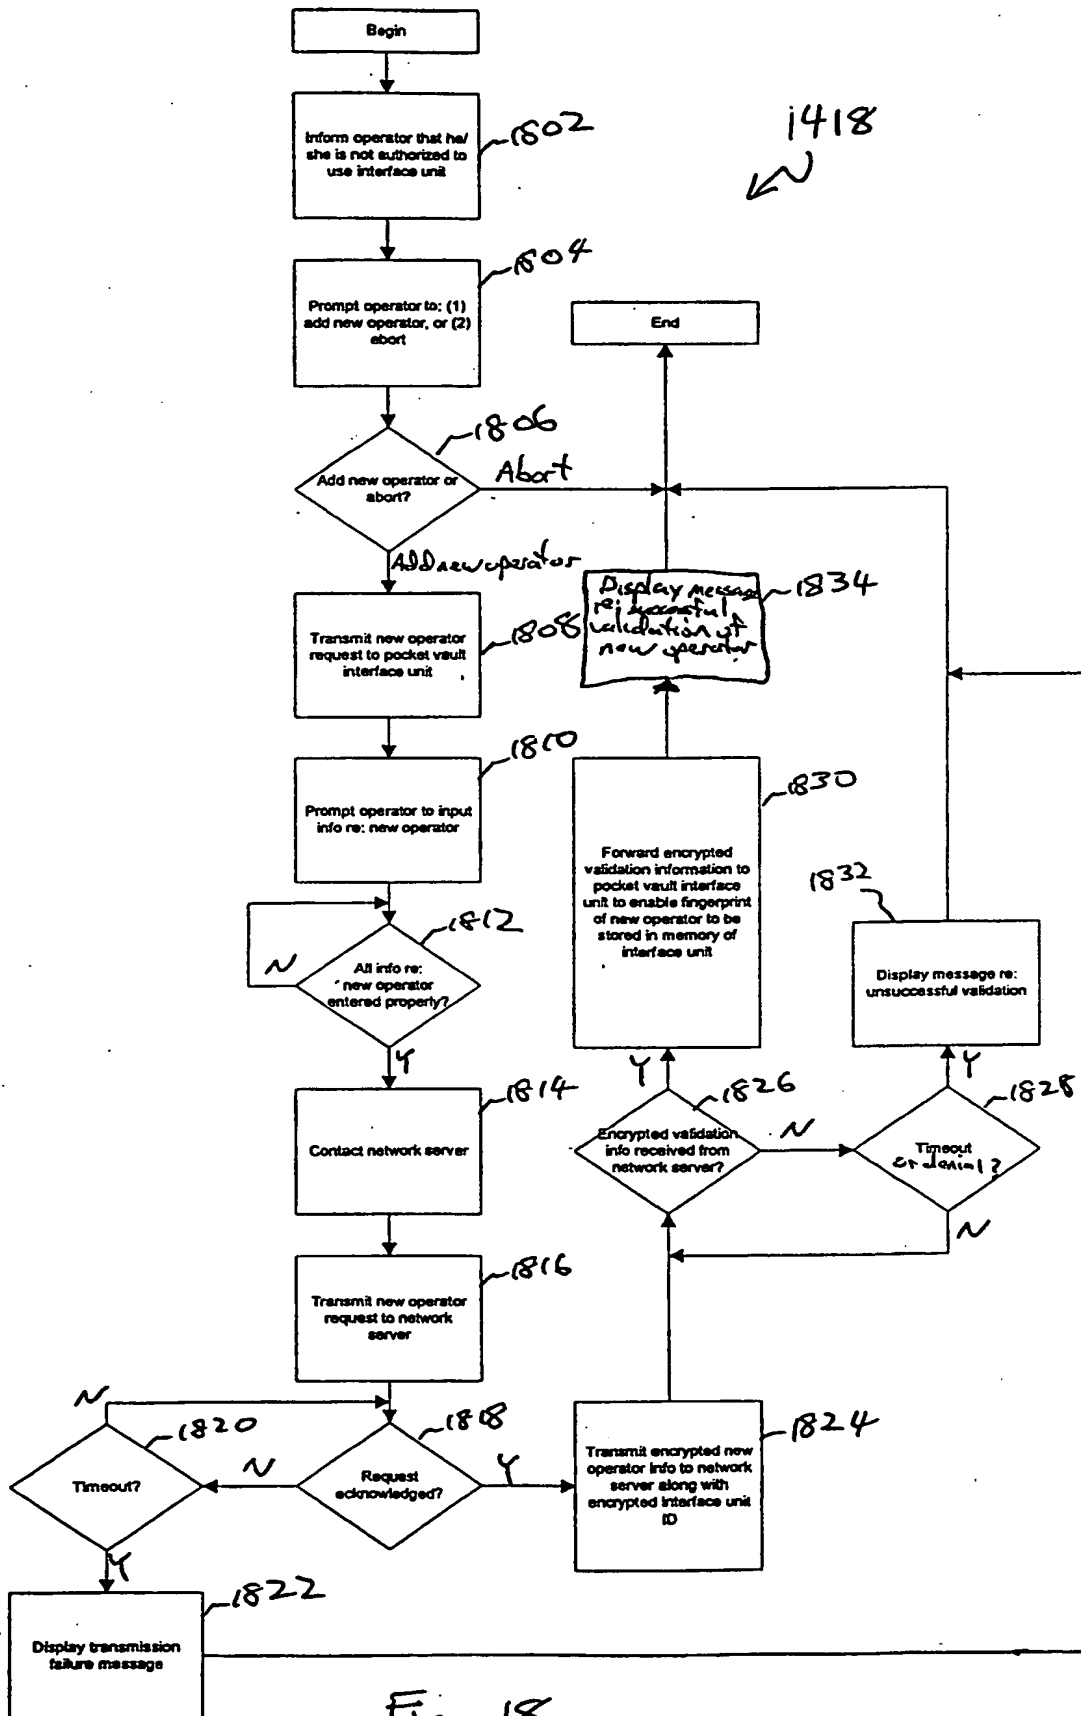 Begin
Inform operator that he/
she is not authorized to
use interface unit
1802
1418
Prompt operator to: (1)
add new operator, or (2)
abort
1804
End
Add new operator or
abort?
1806
Abort
Add new operator
Transmit new operator
request to pocket vault
interface unit
1808
Display message
re: successful
validation of
new operator
1834
Prompt operator to input
info re: new operator
1810
Forward encrypted
validation information to
pocket vault interface
unit to enable fingerprint
of new operator to be
stored in memory of
interface unit
1830
All info re:
new operator
entered properly?
1812
N
Y
Display message re:
unsuccessful validation
1832
Contact network server
1814
Encrypted validation
info received from
network server?
1826
Y
N
Timeout
or denial?
1828
Y
N
Transmit new operator
request to network
server
1816
Request
acknowledged?
1818
N
Y
Timeout?
1820
N
Y
Transmit encrypted new
operator info to network
server along with
encrypted interface unit
ID
1824
Display transmission
failure message
1822
Fig. 18